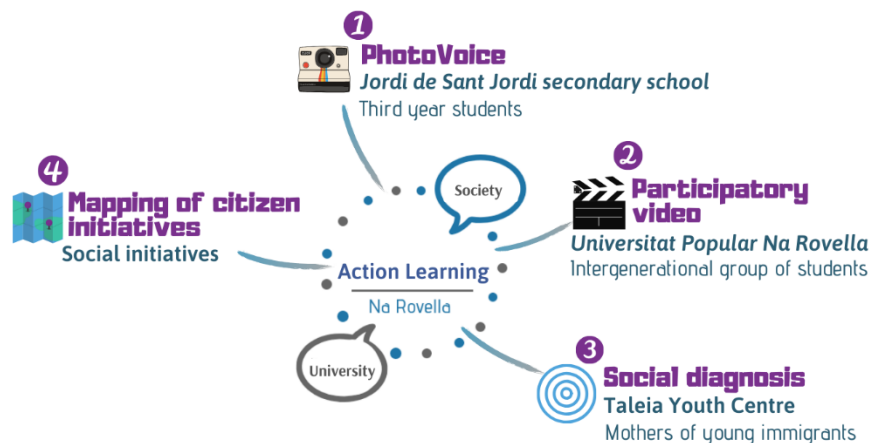 1
PhotoVoice
Jordi de Sant Jordi secondary school
Third year students
2
Participatory
video
Universitat Popular Na Rovella
Intergenerational group of students
3
Social diagnosis
Taleia Youth Centre
Mothers of young immigrants
4
Mapping of citizen
initiatives
Social initiatives
Society
Action Learning
Na Rovella
University